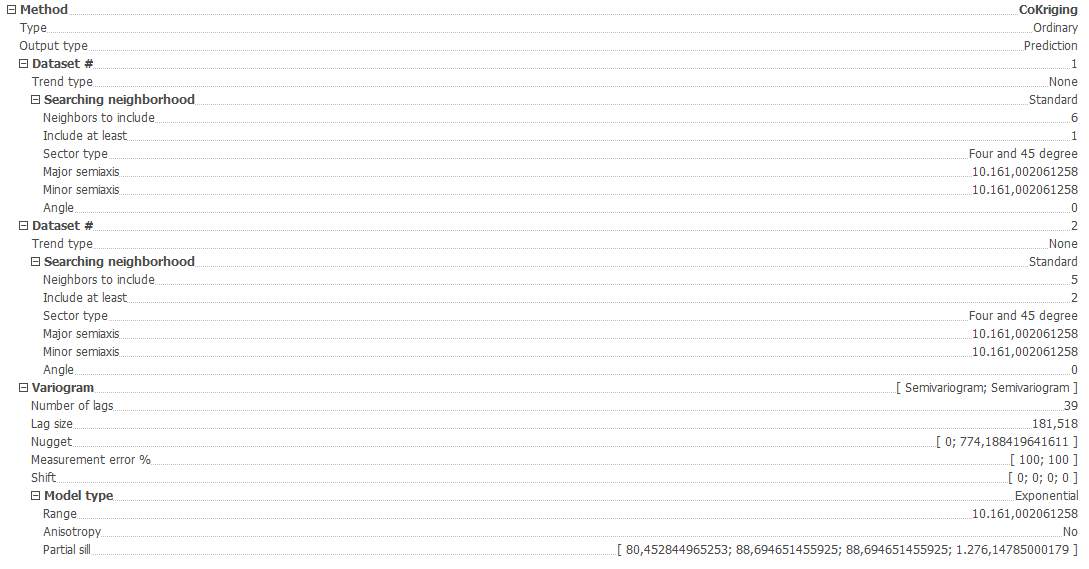 Method CoKriging
Type Ordinary
Output type Prediction
Dataset # 1
Trend type None
Searching neighborhood Standard
Neighbors to include 6
Include at least 1
Sector type Four and 45 degree
Major semiaxis 10.161,002061258
Minor semiaxis 10.161,002061258
Angle 0
Dataset # 2
Trend type None
Searching neighborhood Standard
Neighbors to include 5
Include at least 2
Sector type Four and 45 degree
Major semiaxis 10.161,002061258
Minor semiaxis 10.161,002061258
Angle 0
Variogram [ Semivariogram; Semivariogram ]
Number of lags 39
Lag size 181,518
Nugget [ 0; 774,188419641611 ]
Measurement error % [ 100; 100 ]
Shift [ 0; 0; 0; 0 ]
Model type Exponential
Range 10.161,002061258
Anisotropy No
Partial sill [ 80,452844965253; 88,694651455925; 88,694651455925; 1.276,14785000179 ]